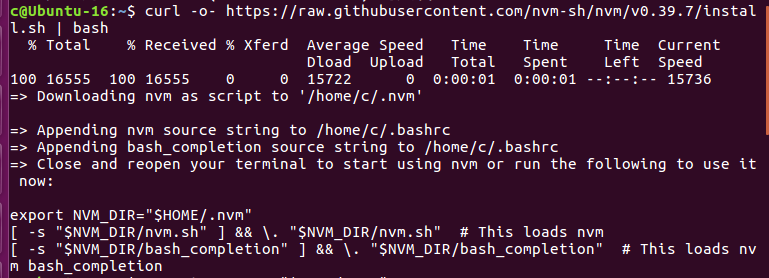 c@Ubuntu-16:~$ curl -o- https://raw.githubusercontent.com/nvm-sh/nvm/v0.39.7/instal
l.sh | bash
  % Total    % Received % Xferd  Average Speed   Time    Time     Time  Current
                                 Dload  Upload   Total   Spent    Left  Speed
100 16555  100 16555    0     0  15722      0  0:00:01  0:00:01 --:--:-- 15736
=> Downloading nvm as script to '/home/c/.nvm'

=> Appending nvm source string to /home/c/.bashrc
=> Appending bash_completion source string to /home/c/.bashrc
=> Close and reopen your terminal to start using nvm or run the following to use it
 now:

export NVM_DIR="$HOME/.nvm"
[ -s "$NVM_DIR/nvm.sh" ] && \. "$NVM_DIR/nvm.sh"  # This loads nvm
[ -s "$NVM_DIR/bash_completion" ] && \. "$NVM_DIR/bash_completion"  # This loads nv
m bash_completion